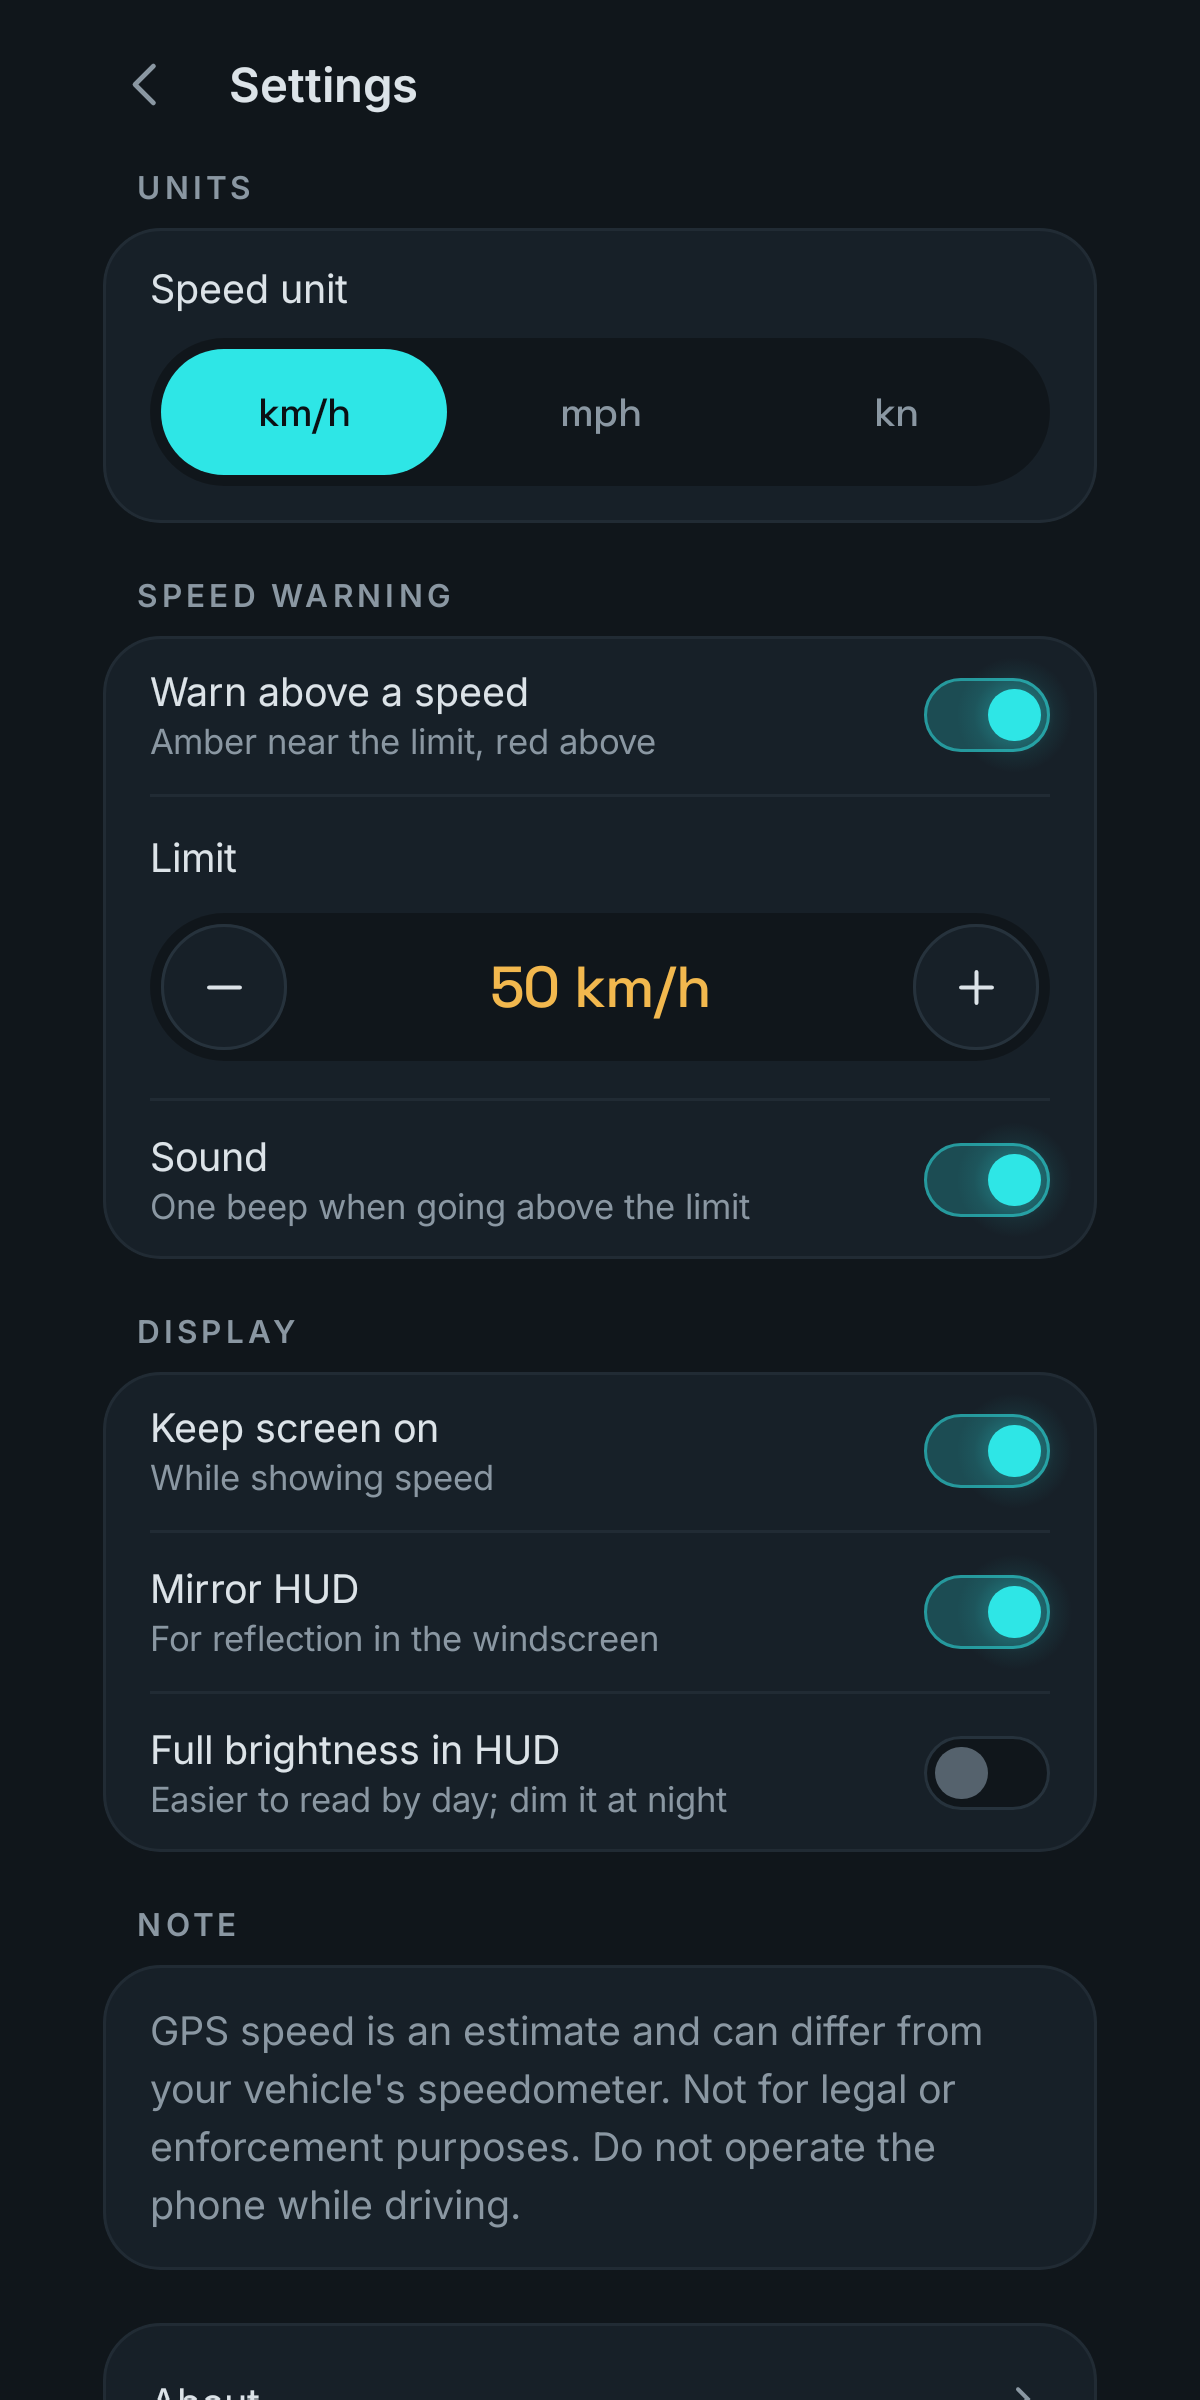 Settings
UNITS
Speed unit
km/h mph kn
SPEED WARNING
Warn above a speed
Amber near the limit, red above
Limit
50 km/h
Sound
One beep when going above the limit
DISPLAY
Keep screen on
While showing speed
Mirror HUD
For reflection in the windscreen
Full brightness in HUD
Easier to read by day; dim it at night
NOTE
GPS speed is an estimate and can differ from
your vehicle's speedometer. Not for legal or
enforcement purposes. Do not operate the
phone while driving.
About